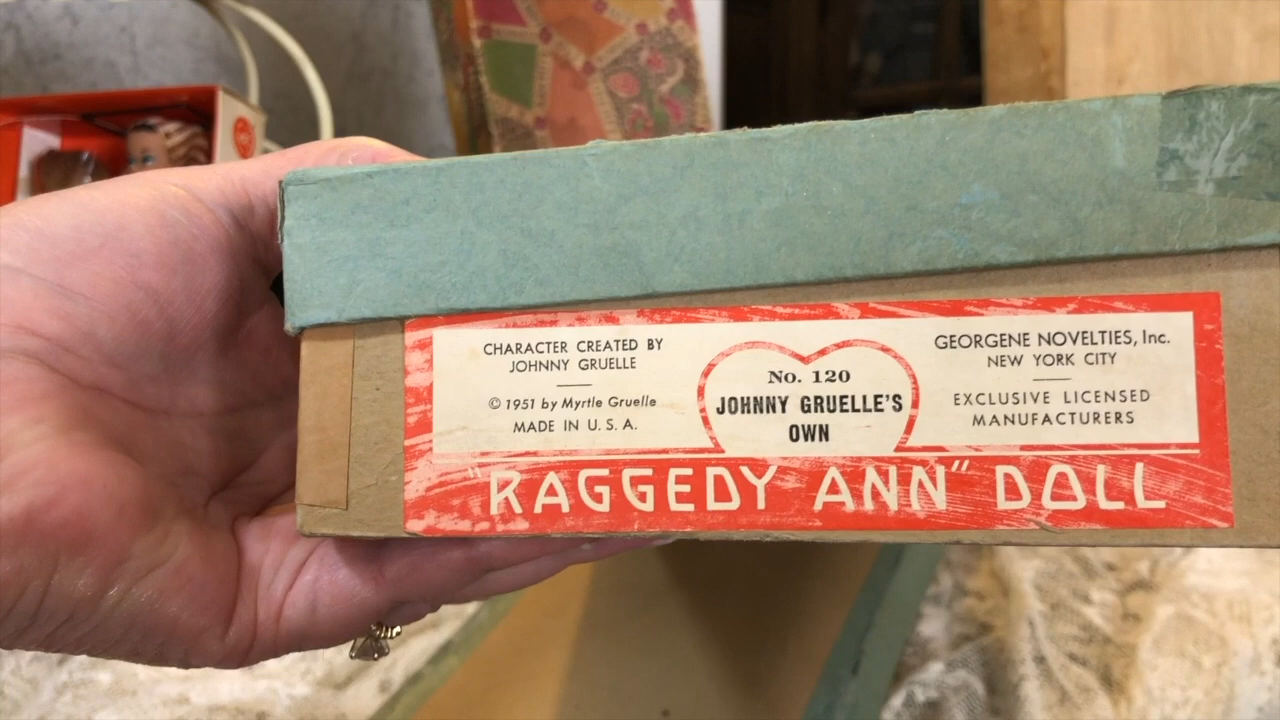 CHARACTER CREATED BY
JOHNNY GRUELLE
© 1951 by Myrtle Gruelle
MADE IN U. S. A.
No. 120
JOHNNY GRUELLE'S
OWN
GEORGENE NOVELTIES, Inc.
NEW YORK CITY
EXCLUSIVE LICENSED
MANUFACTURERS
"RAGGEDY ANN" DOLL